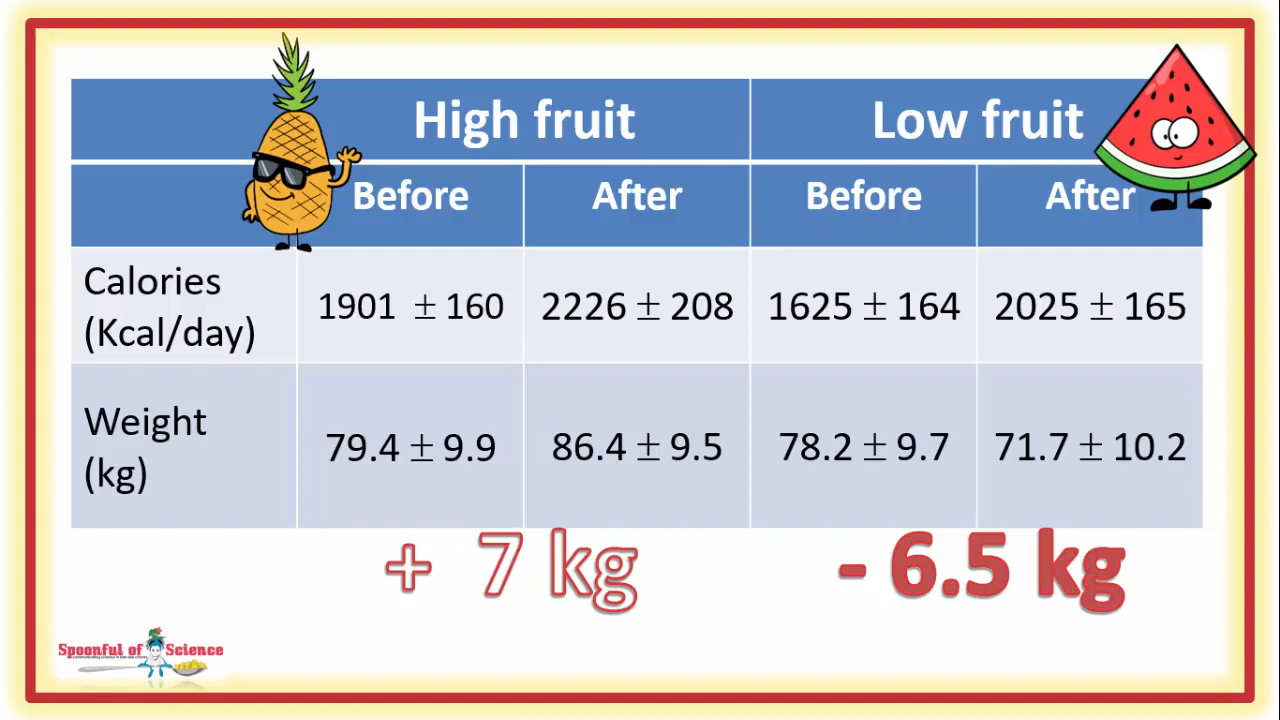 High fruit Low fruit
Before After Before After
Calories
(Kcal/day)
1901 ± 160 2226 ± 208 1625 ± 164 2025 ± 165
Weight
(kg)
79.4 ± 9.9 86.4 ± 9.5 78.2 ± 9.7 71.7 ± 10.2
+ 7 kg - 6.5 kg
Spoonful of Science